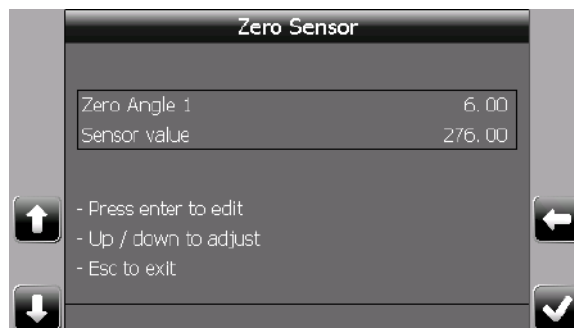 Zero Sensor
Zero Angle 1 6.00
Sensor value 276.00
- Press enter to edit
- Up / down to adjust
- Esc to exit